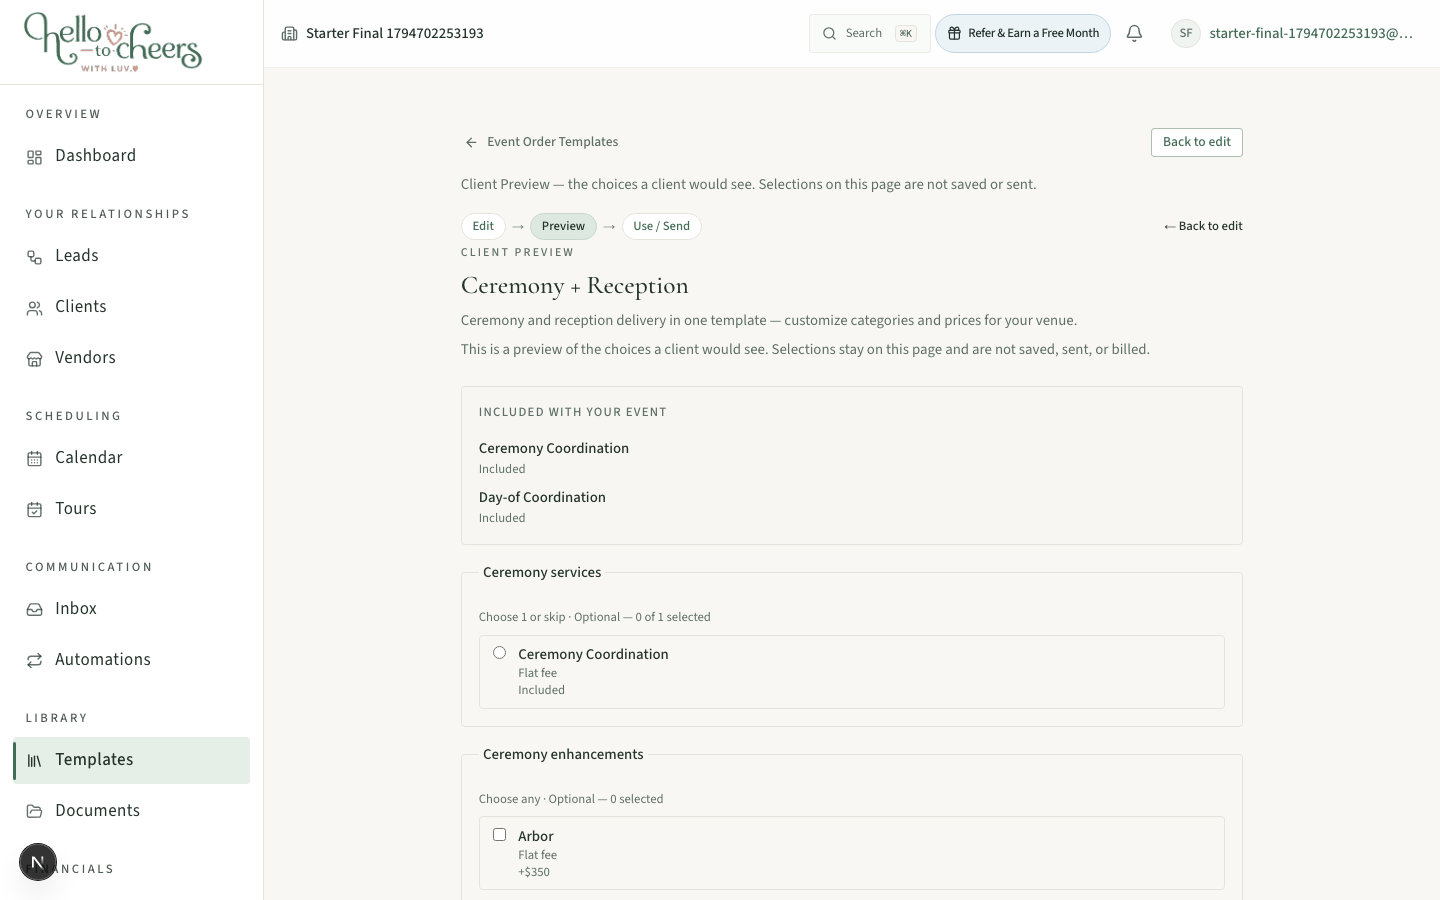 hello
to cheers
WITH LUV.
Starter Final 1794702253193
Search
⌘K
Refer & Earn a Free Month
SF
starter-final-1794702253193@...
OVERVIEW
Dashboard
YOUR RELATIONSHIPS
Leads
Clients
Vendors
SCHEDULING
Calendar
Tours
COMMUNICATION
Inbox
Automations
LIBRARY
Templates
Documents
N
NANCIALS
← Event Order Templates
Back to edit
Client Preview — the choices a client would see. Selections on this page are not saved or sent.
Edit → Preview → Use / Send
← Back to edit
CLIENT PREVIEW
Ceremony + Reception
Ceremony and reception delivery in one template — customize categories and prices for your venue.
This is a preview of the choices a client would see. Selections stay on this page and are not saved, sent, or billed.
INCLUDED WITH YOUR EVENT
Ceremony Coordination
Included
Day-of Coordination
Included
Ceremony services
Choose 1 or skip · Optional — 0 of 1 selected
Ceremony Coordination
Flat fee
Included
Ceremony enhancements
Choose any · Optional — 0 selected
Arbor
Flat fee
+$350